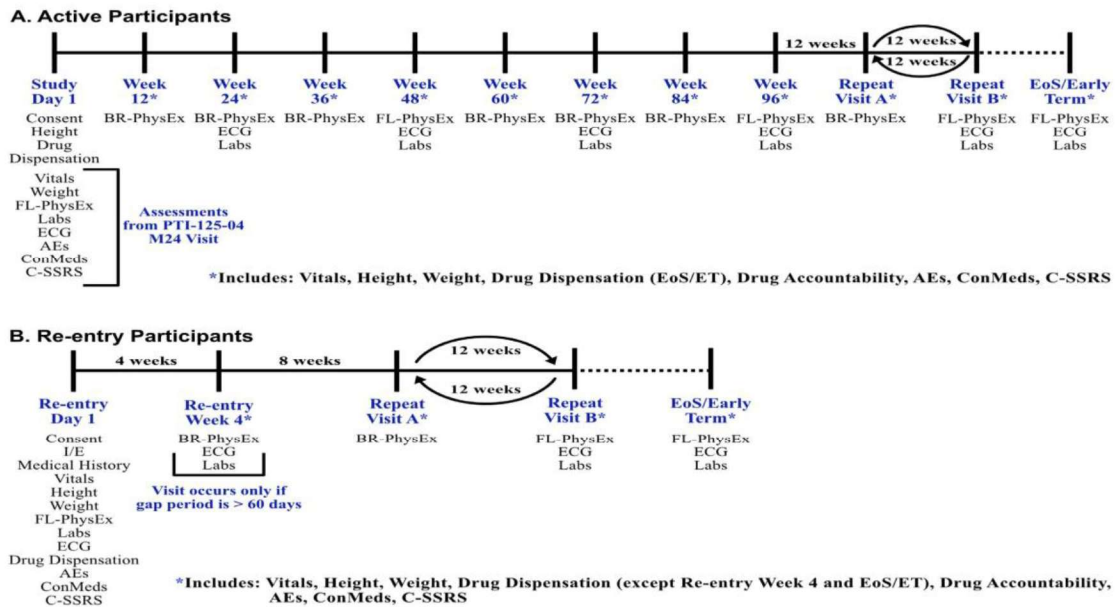 A. Active Participants
12 weeks
12 weeks
12 weeks
Study Day 1
Week 12*
Week 24*
Week 36*
Week 48*
Week 60*
Week 72*
Week 84*
Week 96*
Repeat Visit A*
Repeat Visit B*
EoS/Early Term*
Consent
Height
Drug
Dispensation
BR-PhysEx
BR-PhysEx
ECG
Labs
BR-PhysEx
FL-PhysEx
ECG
Labs
BR-PhysEx
BR-PhysEx
ECG
Labs
BR-PhysEx
FL-PhysEx
ECG
Labs
BR-PhysEx
FL-PhysEx
ECG
Labs
FL-PhysEx
ECG
Labs
Vitals
Weight
FL-PhysEx
Labs
ECG
AEs
ConMeds
C-SSRS
Assessments
from PTI-125-04
M24 Visit
*Includes: Vitals, Height, Weight, Drug Dispensation (EoS/ET), Drug Accountability, AEs, ConMeds, C-SSRS
B. Re-entry Participants
4 weeks
8 weeks
12 weeks
12 weeks
Re-entry
Day 1
Re-entry
Week 4*
Repeat
Visit A*
Repeat
Visit B*
EoS/Early
Term*
Consent
I/E
Medical History
Vitals
Height
Weight
FL-PhysEx
Labs
ECG
Drug Dispensation
AEs
ConMeds
C-SSRS
BR-PhysEx
ECG
Labs
Visit occurs only if
gap period is > 60 days
BR-PhysEx
FL-PhysEx
ECG
Labs
FL-PhysEx
ECG
Labs
*Includes: Vitals, Height, Weight, Drug Dispensation (except Re-entry Week 4 and EoS/ET), Drug Accountability,
AEs, ConMeds, C-SSRS